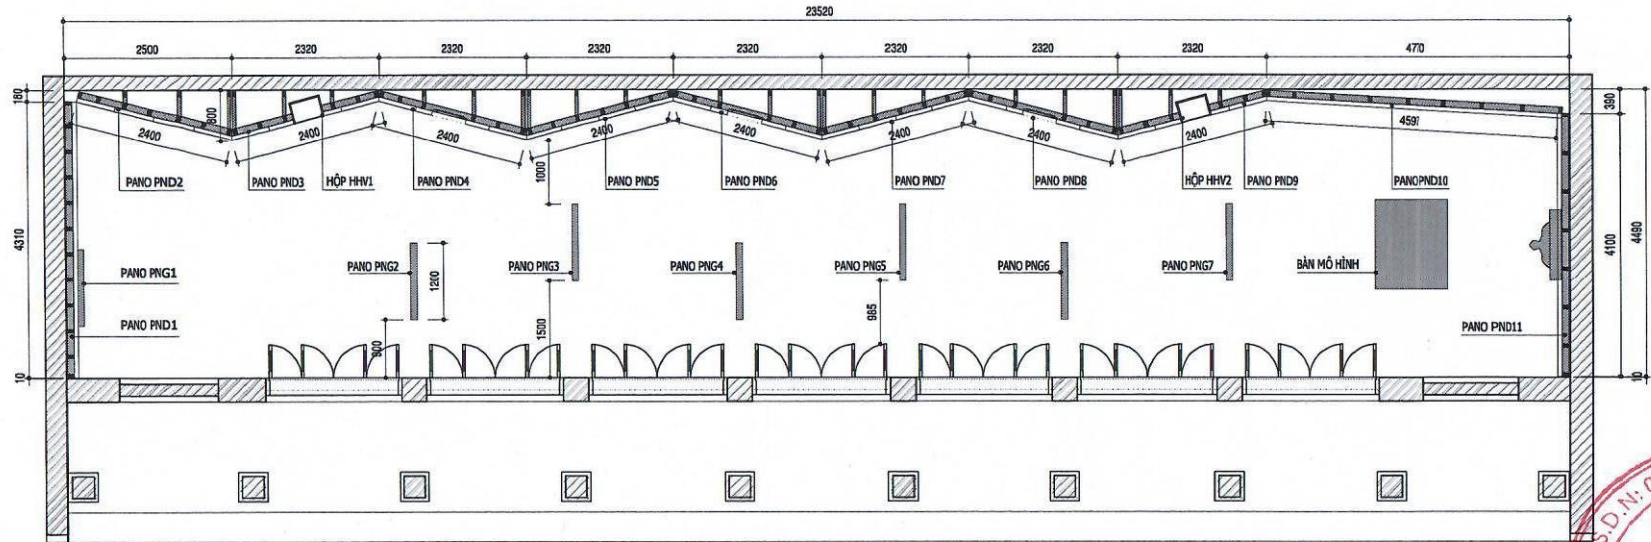 23520
2500
2320
2320
2320
2320
2320
2320
2320
4770
180
800
390
2400
2400
2400
2400
2400
2400
2400
2400
4597
PANO PND2
PANO PND3
HỘP HHV1
PANO PND4
1000
PANO PND5
PANO PND6
PANO PND7
PANO PND8
HỘP HHV2
PANO PND9
PANOPND10
4310
4100
4490
PANO PNG1
PANO PNG2
1200
PANO PNG3
PANO PNG4
PANO PNG5
PANO PNG6
PANO PNG7
BÀN MÔ HÌNH
PANO PND1
800
1500
985
PANO PND11
10
10
S.D.N: